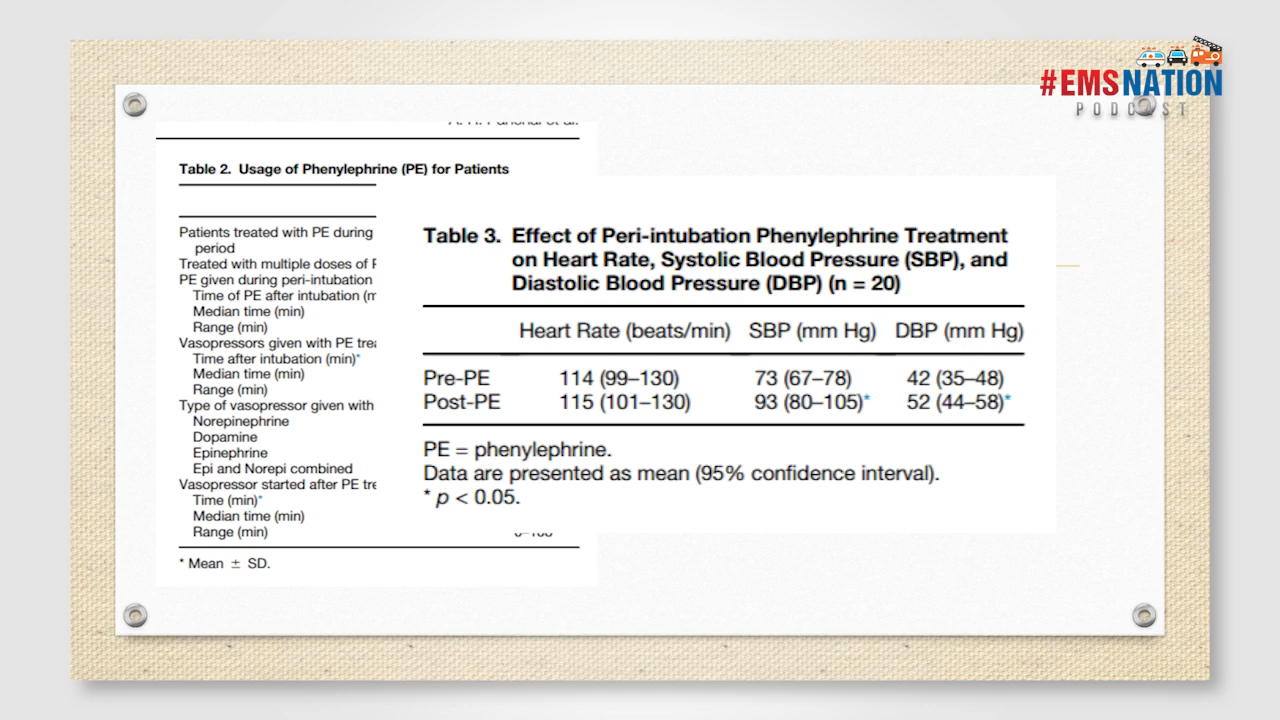 #EMSNATION
PODCAST
Table 2. Usage of Phenylephrine (PE) for Patients
Patients treated with PE during
period
Treated with multiple doses of
PE given during peri-intubation
Time of PE after intubation
Median time (min)
Range (min)
Vasopressors given with PE
Time after intubation (min)*
Median time (min)
Range (min)
Type of vasopressor given with
Norepinephrine
Dopamine
Epinephrine
Epi and Norepi combined
Vasopressor started after PE
Time (min)*
Median time (min)
Range (min)
* Mean ± SD.
Table 3. Effect of Peri-intubation Phenylephrine Treatment
on Heart Rate, Systolic Blood Pressure (SBP), and
Diastolic Blood Pressure (DBP) (n = 20)
Heart Rate (beats/min) SBP (mm Hg) DBP (mm Hg)
Pre-PE 114 (99–130) 73 (67–78) 42 (35–48)
Post-PE 115 (101–130) 93 (80–105)* 52 (44–58)*
PE = phenylephrine.
Data are presented as mean (95% confidence interval).
* p < 0.05.